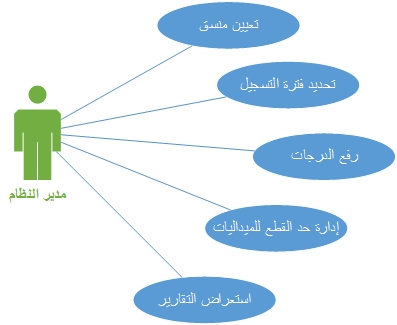 تعيين منسق
تحديد فترة التسجيل
رفع الدرجات
مدير النظام
إدارة حد القطع للميداليات
استعراض التقارير